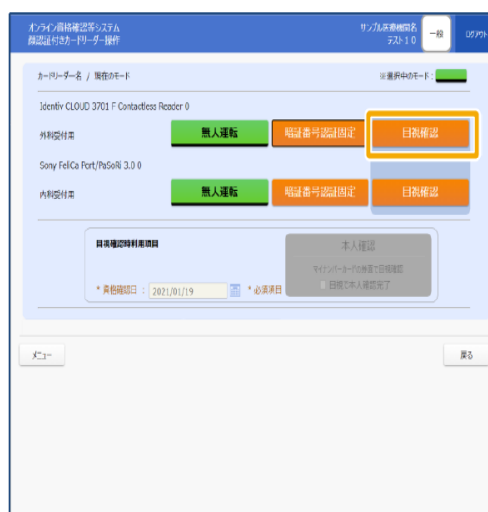 オンライン資格確認等システム
顔認証付きカードリーダー操作
サンプル医療機関名
テスト10
一般
ログアウト
カードリーダー名 / 現在のモード
※選択中のモード:
Identiv CLOUD 3701 F Contactless Reader 0
外科受付用
無人運転
暗証番号認証固定
目視確認
Sony FeliCa Port/PaSoRi 3.0 0
内科受付用
無人運転
暗証番号認証固定
目視確認
目視確認時利用項目
* 資格確認日 : 2021/01/19
* 必須項目
本人確認
マイナンバーカードの券面で目視確認
目視で本人確認完了
メニュー
戻る